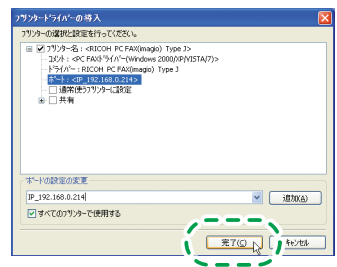 プリンタードライバーの導入
プリンターの選択と設定を行ってください。
プリンター名 : <RICOH PC FAX(imagio) Type J>
コメント : <PC FAXドライバー(Windows 2000/XP/VISTA/7)>
ドライバー : RICOH PC FAX(imagio) Type J
ポート : <IP_192.168.0.214>
通常使うプリンターに設定
共有
ポートの設定の変更
IP_192.168.0.214 追加(A)
すべてのプリンターで使用する
完了(C) キャンセル